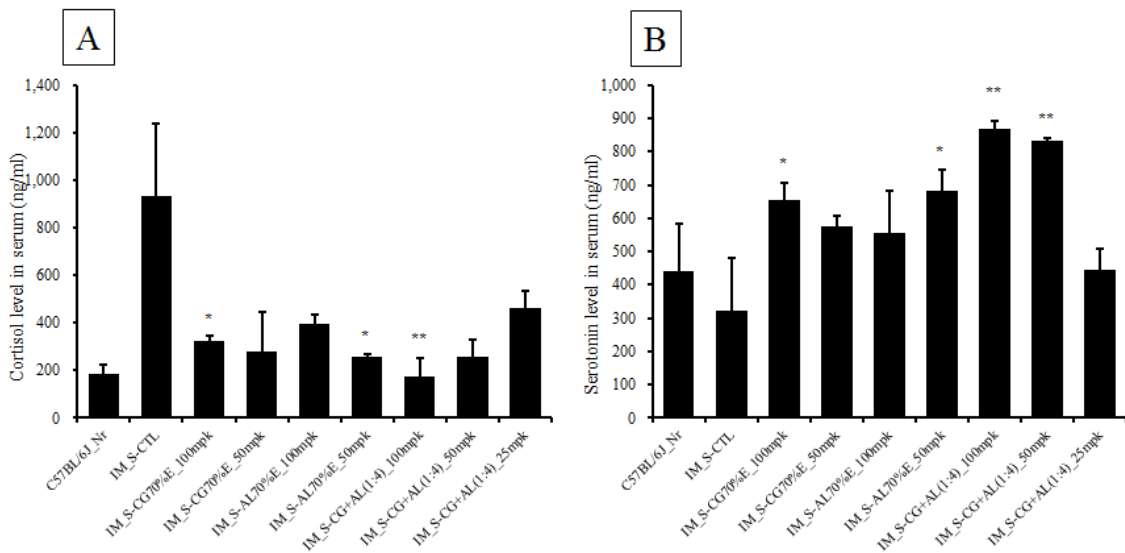 A
Cortisol level in serum (ng/ml)
1,400
1,200
1,000
800
600
400
200
0
*
*
**
C57BL/6J_Nr
IM_S-CTL
IM_S-CG70%E_100mpk
IM_S-CG70%E_50mpk
IM_S-AL70%E_100mpk
IM_S-AL70%E_50mpk
IM_S-CG+AL(1:4)_100mpk
IM_S-CG+AL(1:4)_50mpk
IM_S-CG+AL(1:4)_25mpk
B
Serotonin level in serum (ng/ml)
1,000
900
800
700
600
500
400
300
200
100
0
*
*
**
**
C57BL/6J_Nr
IM_S-CTL
IM_S-CG70%E_100mpk
IM_S-CG70%E_50mpk
IM_S-AL70%E_100mpk
IM_S-AL70%E_50mpk
IM_S-CG+AL(1:4)_100mpk
IM_S-CG+AL(1:4)_50mpk
IM_S-CG+AL(1:4)_25mpk